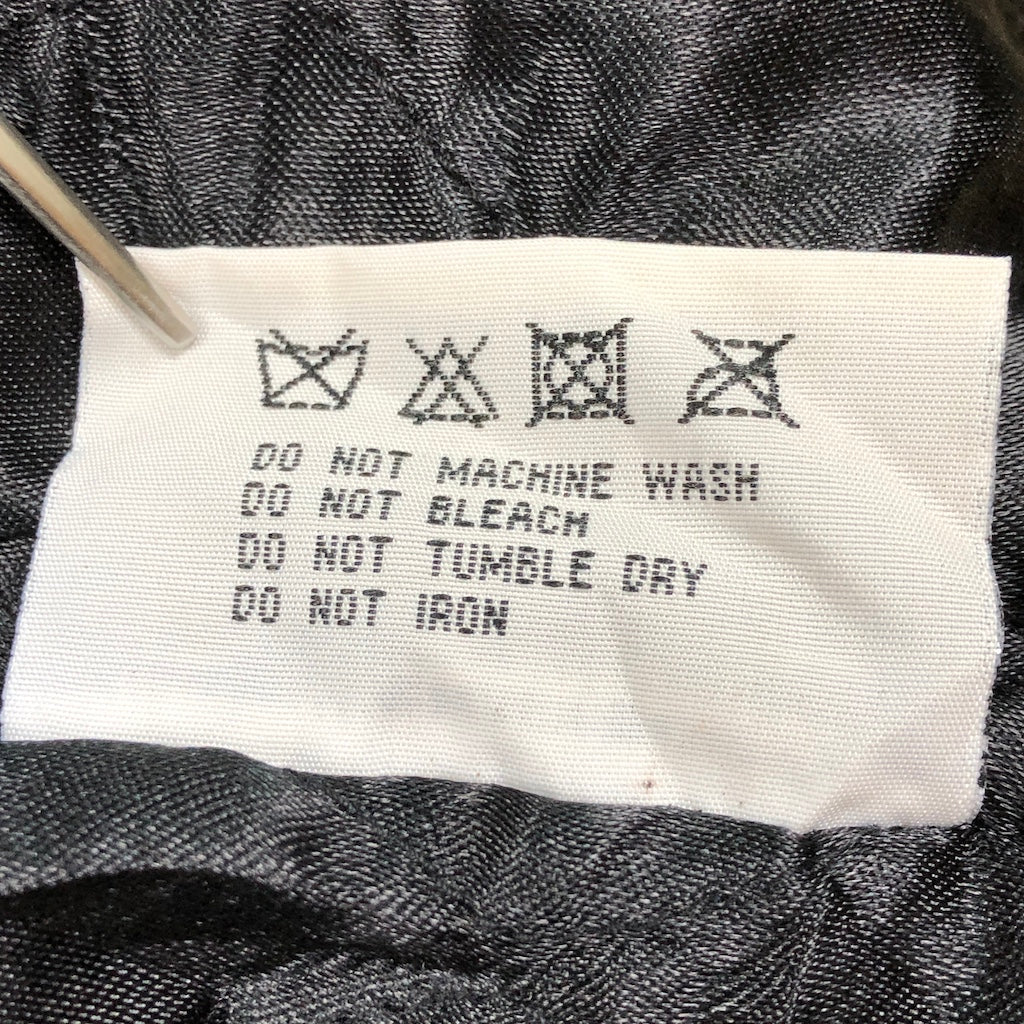 DO NOT MACHINE WASH
DO NOT BLEACH
DO NOT TUMBLE DRY
DO NOT IRON